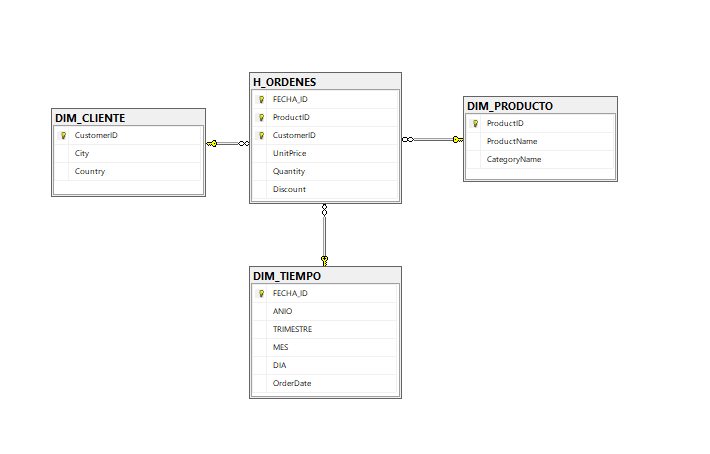 H_ORDENES
FECHA_ID
ProductID
CustomerID
UnitPrice
Quantity
Discount
DIM_CLIENTE
CustomerID
City
Country
DIM_PRODUCTO
ProductID
ProductName
CategoryName
DIM_TIEMPO
FECHA_ID
ANIO
TRIMESTRE
MES
DIA
OrderDate